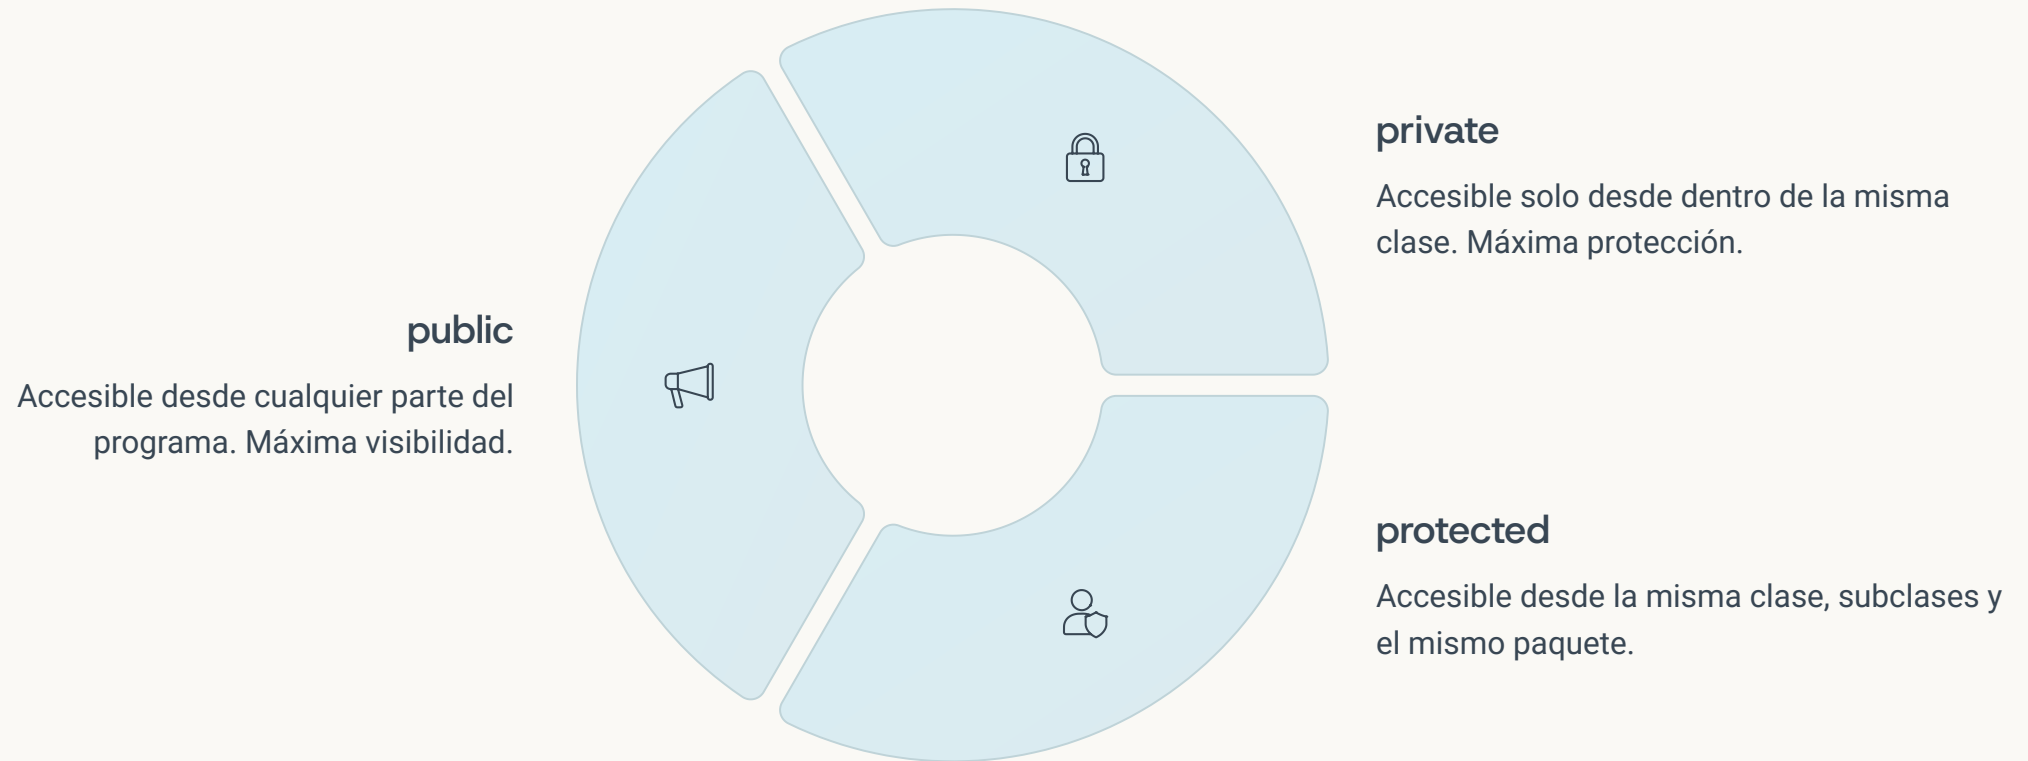 private
Accesible solo desde dentro de la misma
clase. Máxima protección.
public
Accesible desde cualquier parte del
programa. Máxima visibilidad.
protected
Accesible desde la misma clase, subclases y
el mismo paquete.